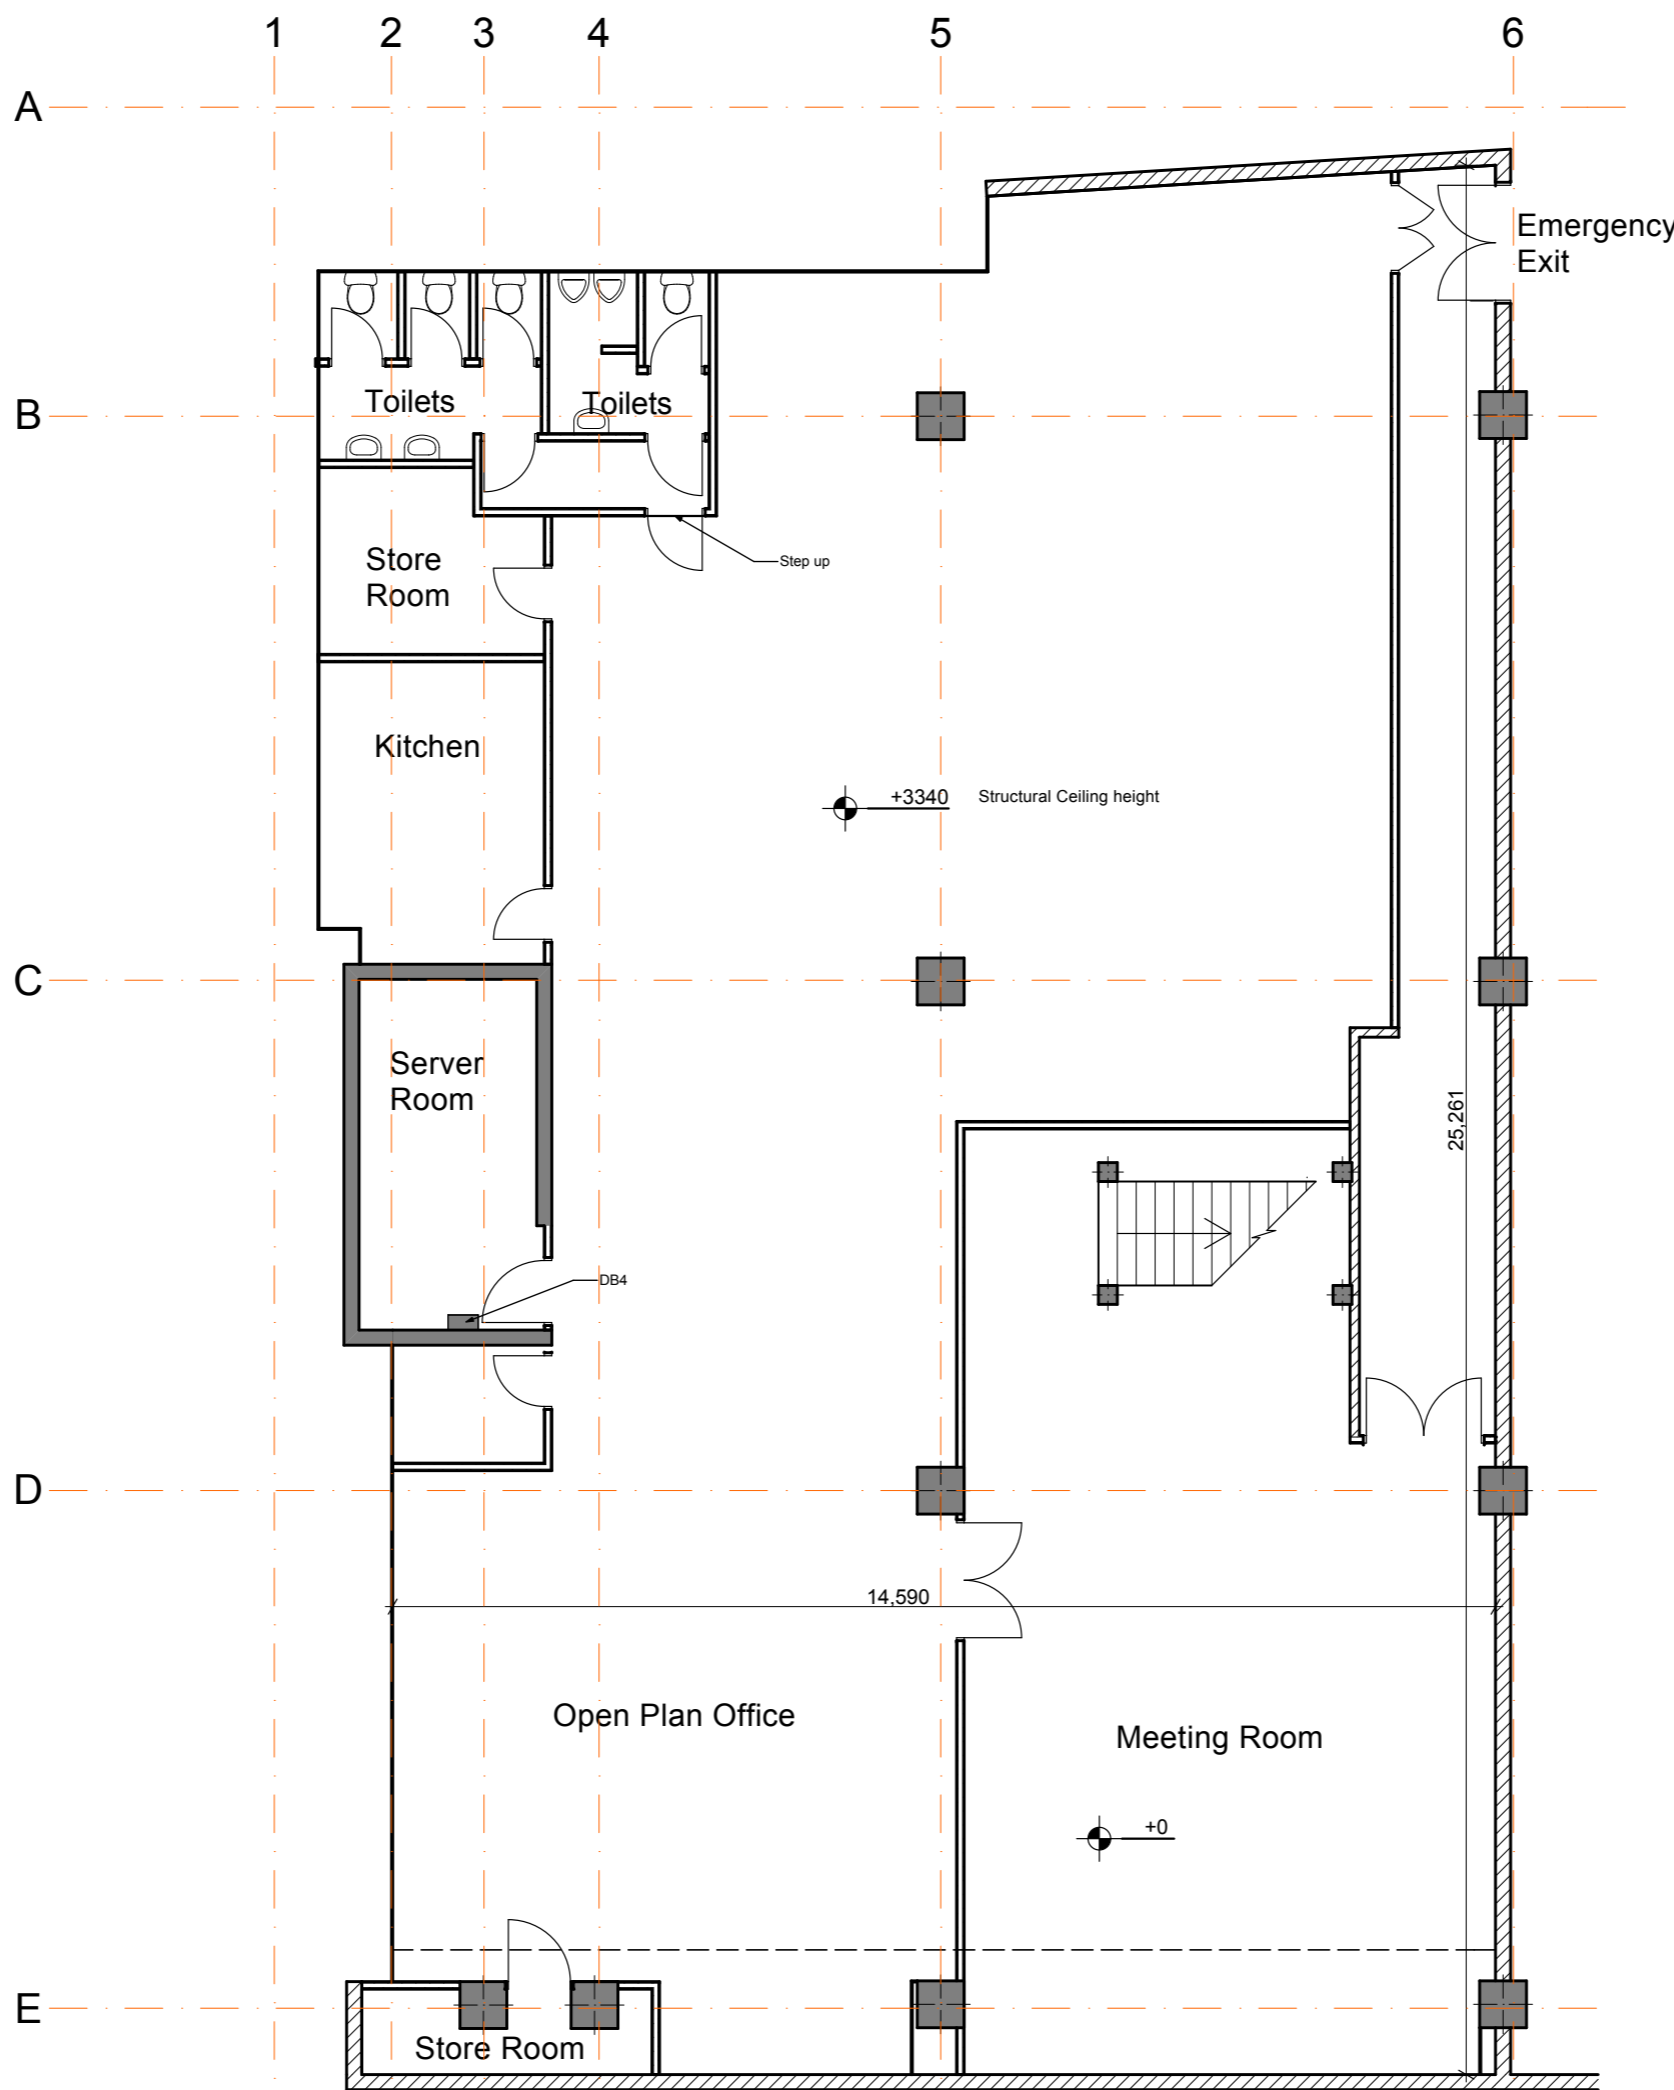 1 2 3 4 5 6
A
Emergency
Exit
Toilets
Toilets
B
Step up
Store
Room
Kitchen
+3340 Structural Ceiling height
C
Server
Room
25,261
DB4
D
14,590
Open Plan Office
Meeting Room
+0
E
Store Room